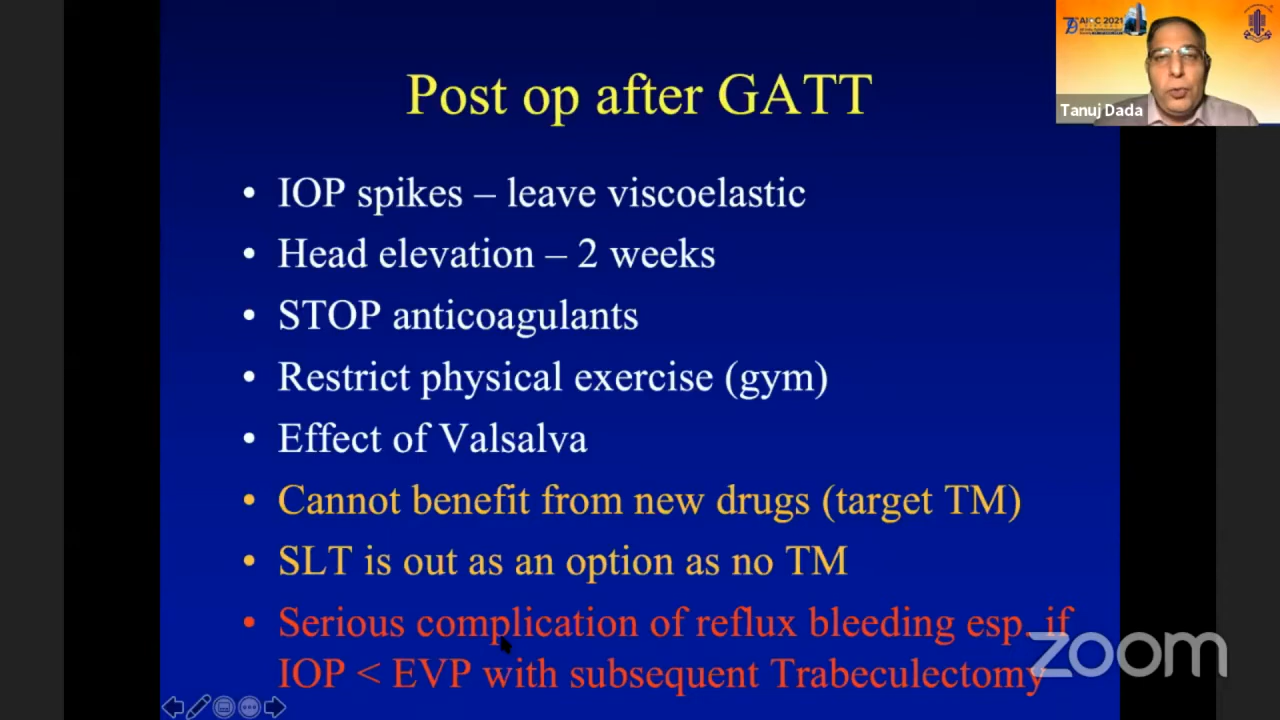 AIOC 2021
Post op after GATT
Tanuj Dada
• IOP spikes – leave viscoelastic
• Head elevation – 2 weeks
• STOP anticoagulants
• Restrict physical exercise (gym)
• Effect of Valsalva
• Cannot benefit from new drugs (target TM)
• SLT is out as an option as no TM
• Serious complication of reflux bleeding esp. if
IOP < EVP with subsequent Trabeculectomy
zoom